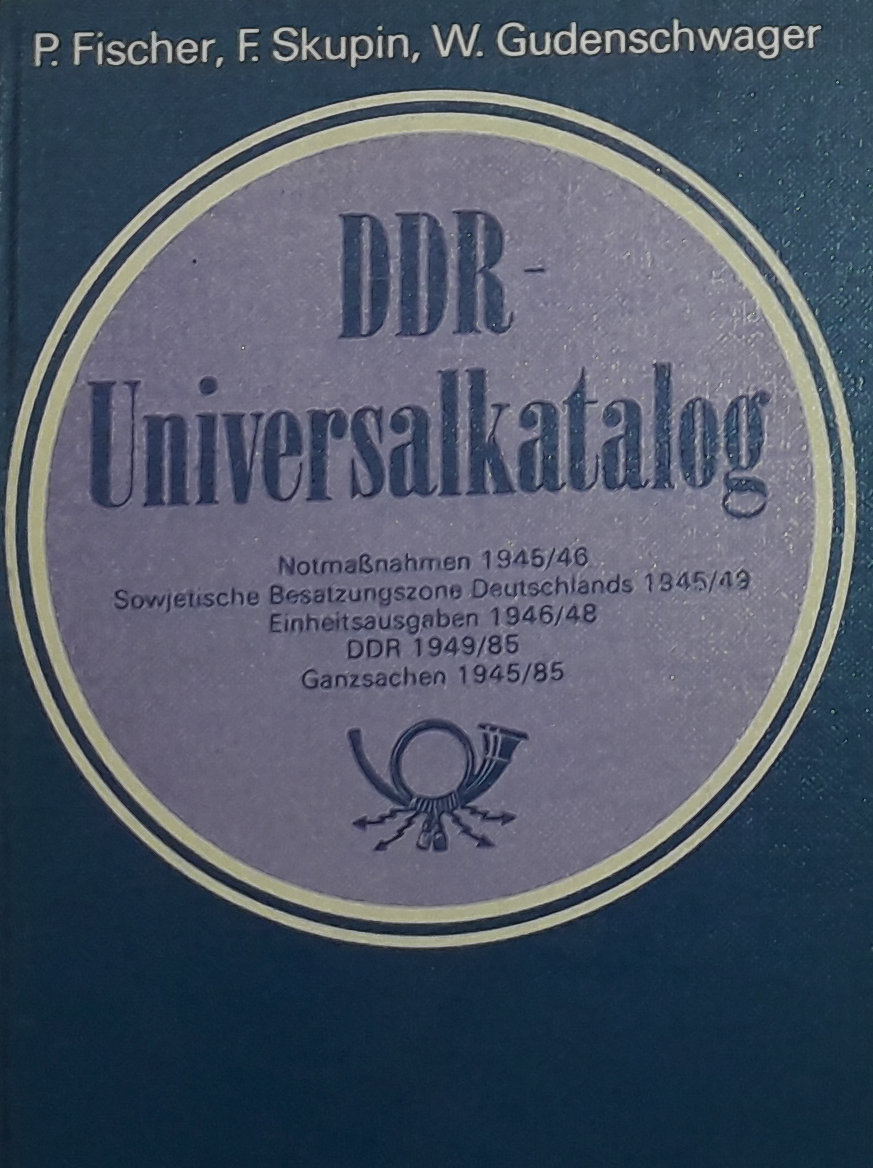 P. Fischer, F. Skupin, W. Gudenschwager
DDR-
Universalkatalog
Notmaßnahmen 1945/46
Sowjetische Besatzungszone Deutschlands 1945/49
Einheitsausgaben 1946/48
DDR 1949/85
Ganzsachen 1945/85